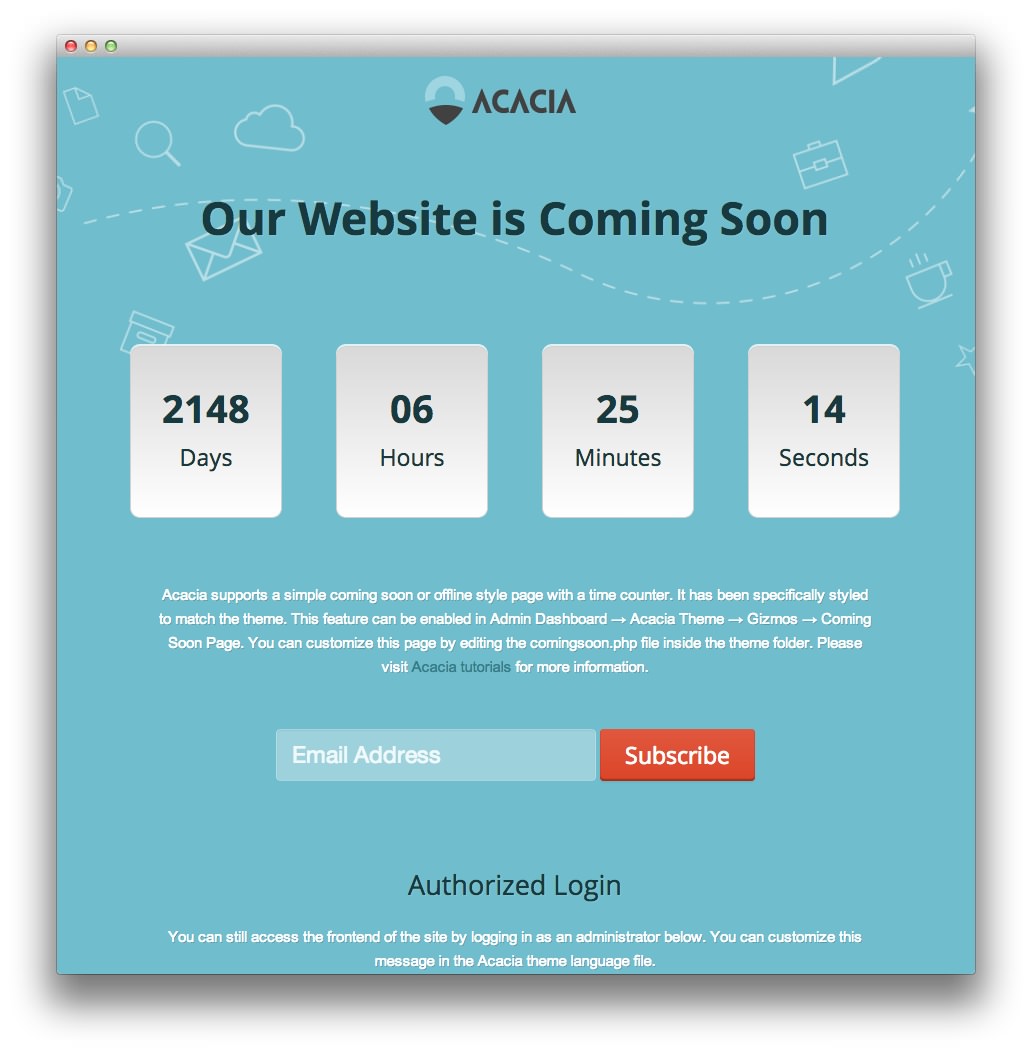 ACACIA
Our Website is Coming Soon
2148
Days
06
Hours
25
Minutes
14
Seconds
Acacia supports a simple coming soon or offline style page with a time counter. It has been specifically styled
to match the theme. This feature can be enabled in Admin Dashboard → Acacia Theme → Gizmos → Coming
Soon Page. You can customize this page by editing the comingsoon.php file inside the theme folder. Please
visit Acacia tutorials for more information.
Email Address
Subscribe
Authorized Login
You can still access the frontend of the site by logging in as an administrator below. You can customize this
message in the Acacia theme language file.